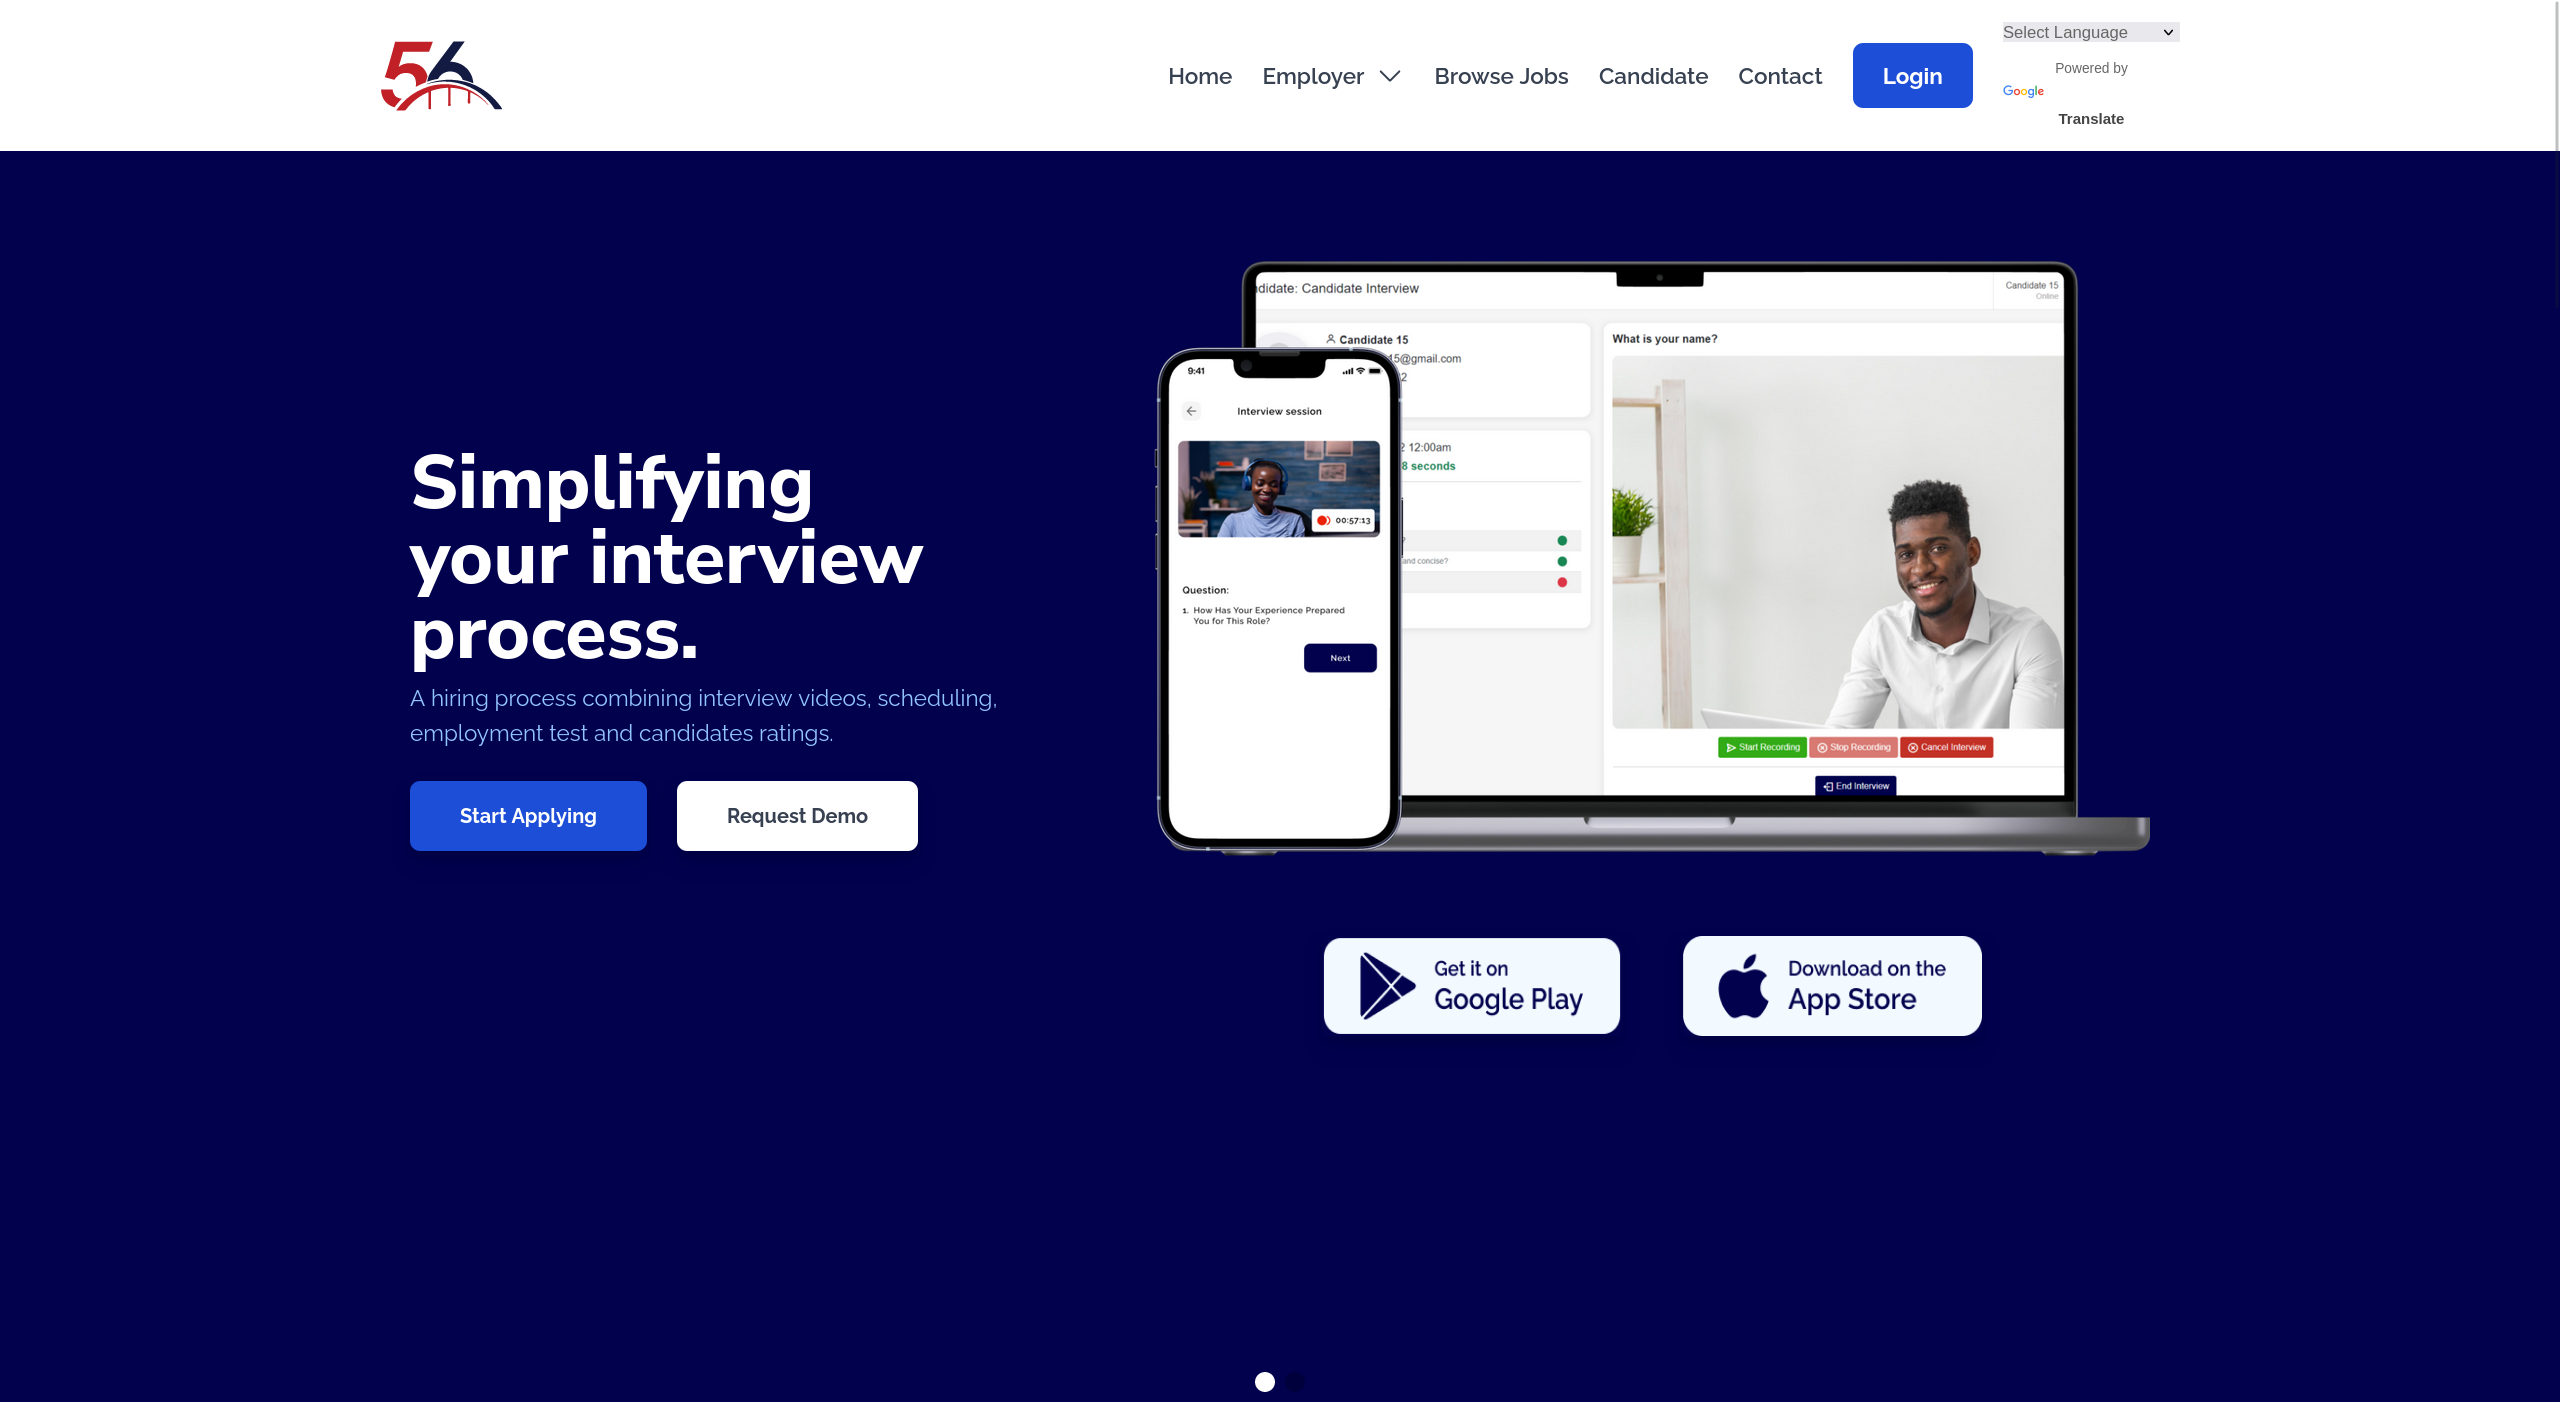 56
Home
Employer
Browse Jobs
Candidate
Contact
Login
Select Language
Powered by
Google
Translate
Simplifying
your interview
process.
A hiring process combining interview videos, scheduling,
employment test and candidates ratings.
Start Applying
Request Demo
didate: Candidate Interview
Candidate 15
Online
Candidate 15
15@gmail.com
2
2 12:00am
8 seconds
?
and concise?
What is your name?
Start Recording
Stop Recording
Cancel Interview
End Interview
9:41
Interview session
00:57:13
Question:
1. How Has Your Experience Prepared
You for This Role?
Next
Get it on
Google Play
Download on the
App Store